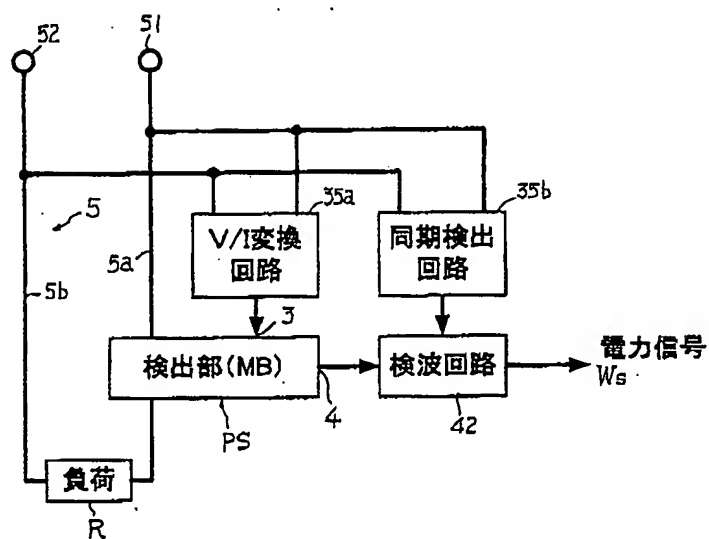 52
51
35a
35b
5
5a
5b
V/I変換
回路
同期検出
回路
3
検出部(MB)
4
検波回路
電力信号
Ws
PS
42
負荷
R